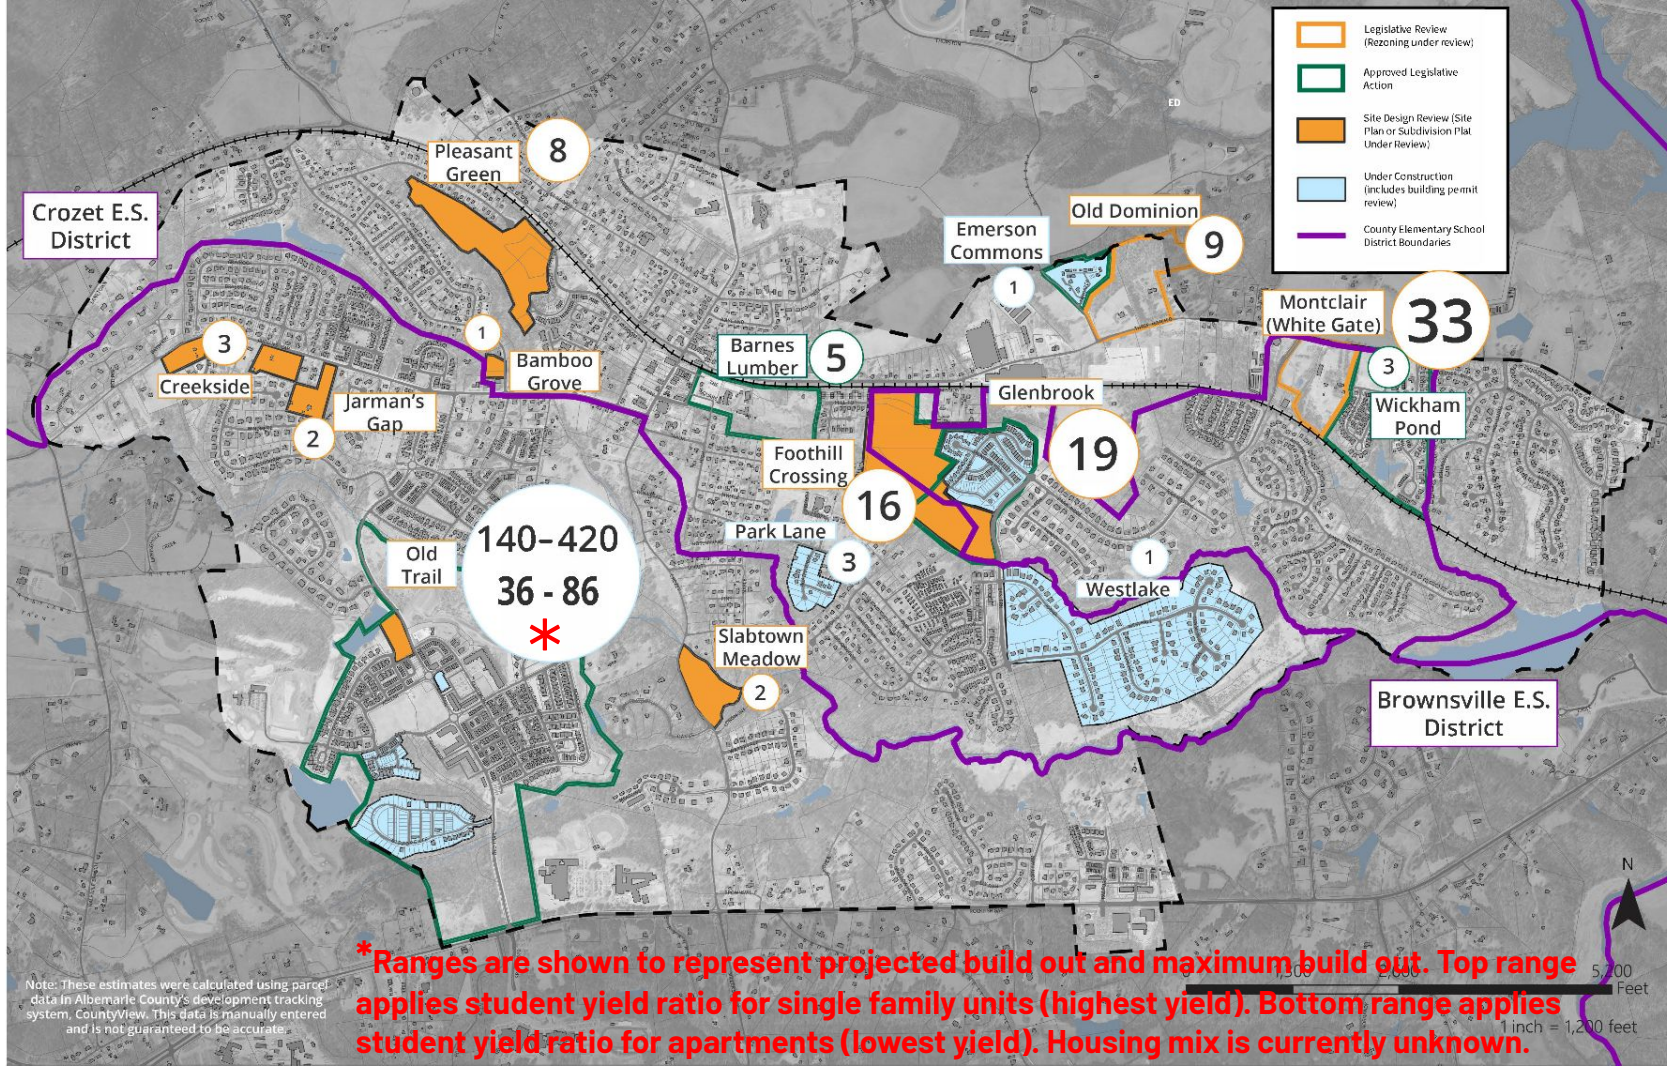 Legislative Review
(Rezoning under review)
Approved Legislative
Action
Site Design Review (Site
Plan or Subdivision Plat
Under Review)
Under Construction
(includes building permit
review)
County Elementary School
District Boundaries
ED
Pleasant
Green
8
Crozet E.S.
District
Old Dominion
9
Emerson
Commons
1
Montclair
(White Gate)
33
3
Wickham
Pond
3
Creekside
1
Bamboo
Grove
Jarman's
Gap
2
Barnes
Lumber
5
Glenbrook
19
Foothill
Crossing
16
Park Lane
3
1
Westlake
Old
Trail
140-420
36 - 86
*
Slabtown
Meadow
2
Brownsville E.S.
District
N
5,200
Feet
1 inch = 1,200 feet
Note: These estimates were calculated using parcel
data in Albemarle County's development tracking
system, CountyView. This data is manually entered
and is not guaranteed to be accurate.
*Ranges are shown to represent projected build out and maximum build out. Top range
applies student yield ratio for single family units (highest yield). Bottom range applies
student yield ratio for apartments (lowest yield). Housing mix is currently unknown.